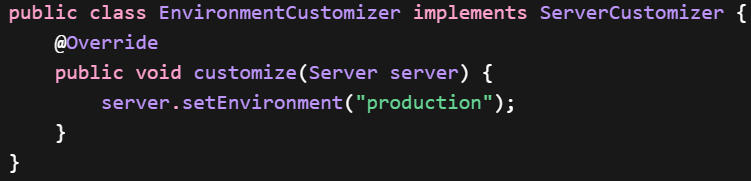 public class EnvironmentCustomizer implements ServerCustomizer {
    @Override
    public void customize(Server server) {
        server.setEnvironment("production");
    }
}